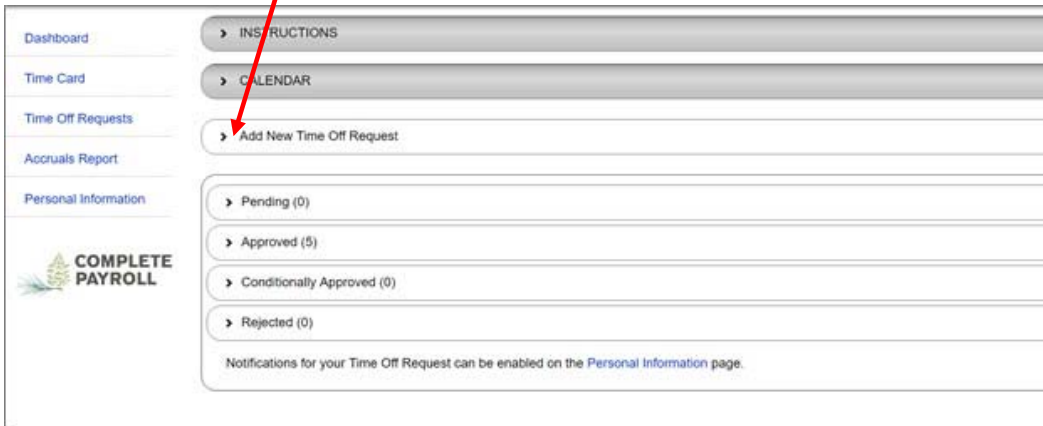 Dashboard
Time Card
Time Off Requests
Accruals Report
Personal Information
COMPLETE
PAYROLL
INSTRUCTIONS
CALENDAR
Add New Time Off Request
Pending (0)
Approved (5)
Conditionally Approved (0)
Rejected (0)
Notifications for your Time Off Request can be enabled on the Personal Information page.